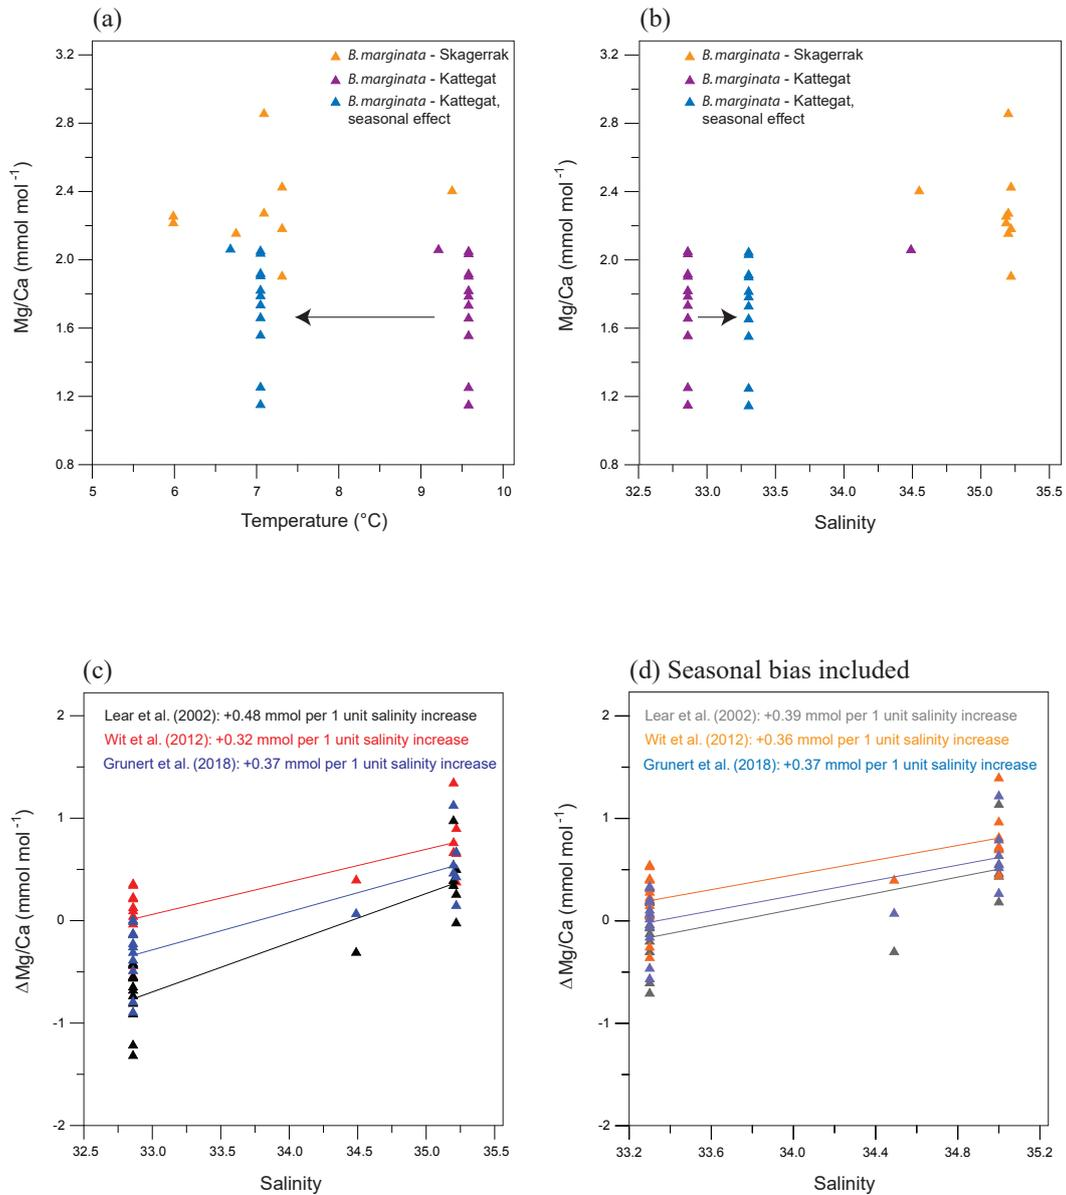 (a)
3.2
2.8
2.4
2.0
1.6
1.2
0.8
Mg/Ca (mmol mol-1)
B.marginata - Skagerrak
B.marginata - Kattegat
B.marginata - Kattegat,
seasonal effect
5 6 7 8 9 10
Temperature (°C)
(b)
3.2
2.8
2.4
2.0
1.6
1.2
0.8
Mg/Ca (mmol mol-1)
B.marginata - Skagerrak
B.marginata - Kattegat
B.marginata - Kattegat,
seasonal effect
32.5 33.0 33.5 34.0 34.5 35.0 35.5
Salinity
(c)
2
1
0
-1
-2
ΔMg/Ca (mmol mol-1)
Lear et al. (2002): +0.48 mmol per 1 unit salinity increase
Wit et al. (2012): +0.32 mmol per 1 unit salinity increase
Grunert et al. (2018): +0.37 mmol per 1 unit salinity increase
32.5 33.0 33.5 34.0 34.5 35.0 35.5
Salinity
(d) Seasonal bias included
2
1
0
-1
-2
ΔMg/Ca (mmol mol-1)
Lear et al. (2002): +0.39 mmol per 1 unit salinity increase
Wit et al. (2012): +0.36 mmol per 1 unit salinity increase
Grunert et al. (2018): +0.37 mmol per 1 unit salinity increase
33.2 33.6 34.0 34.4 34.8 35.2
Salinity